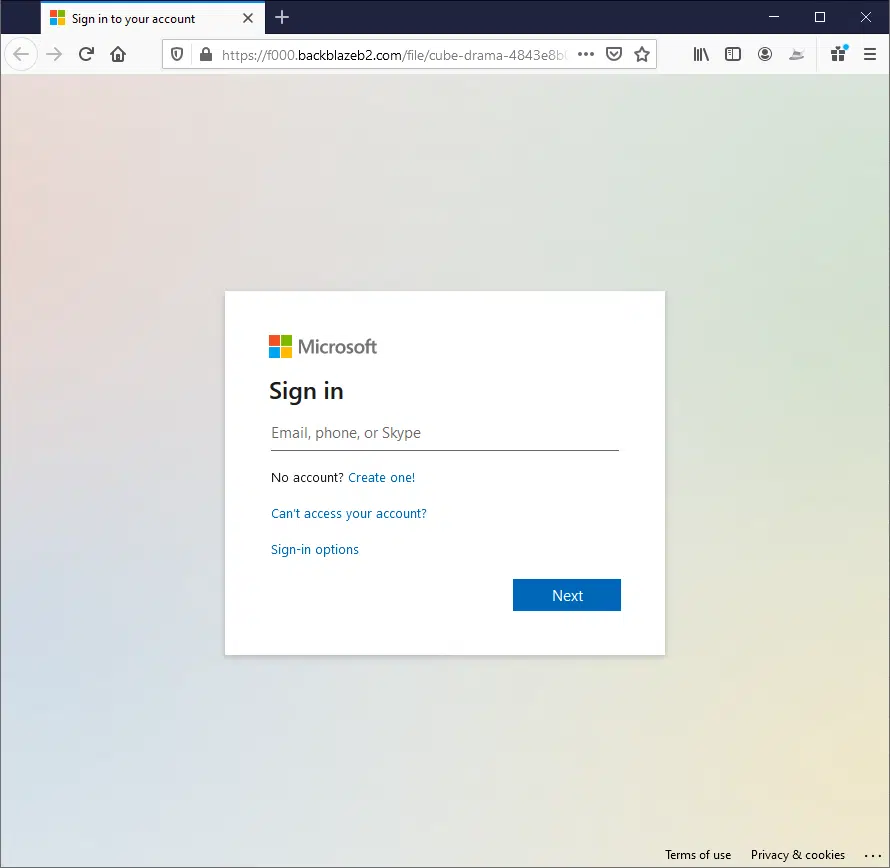 Sign in to your account
https://f000.backblazeb2.com/file/cube-drama-4843e8b
Microsoft
Sign in
Email, phone, or Skype
No account? Create one!
Can't access your account?
Sign-in options
Next
Terms of use Privacy & cookies ...